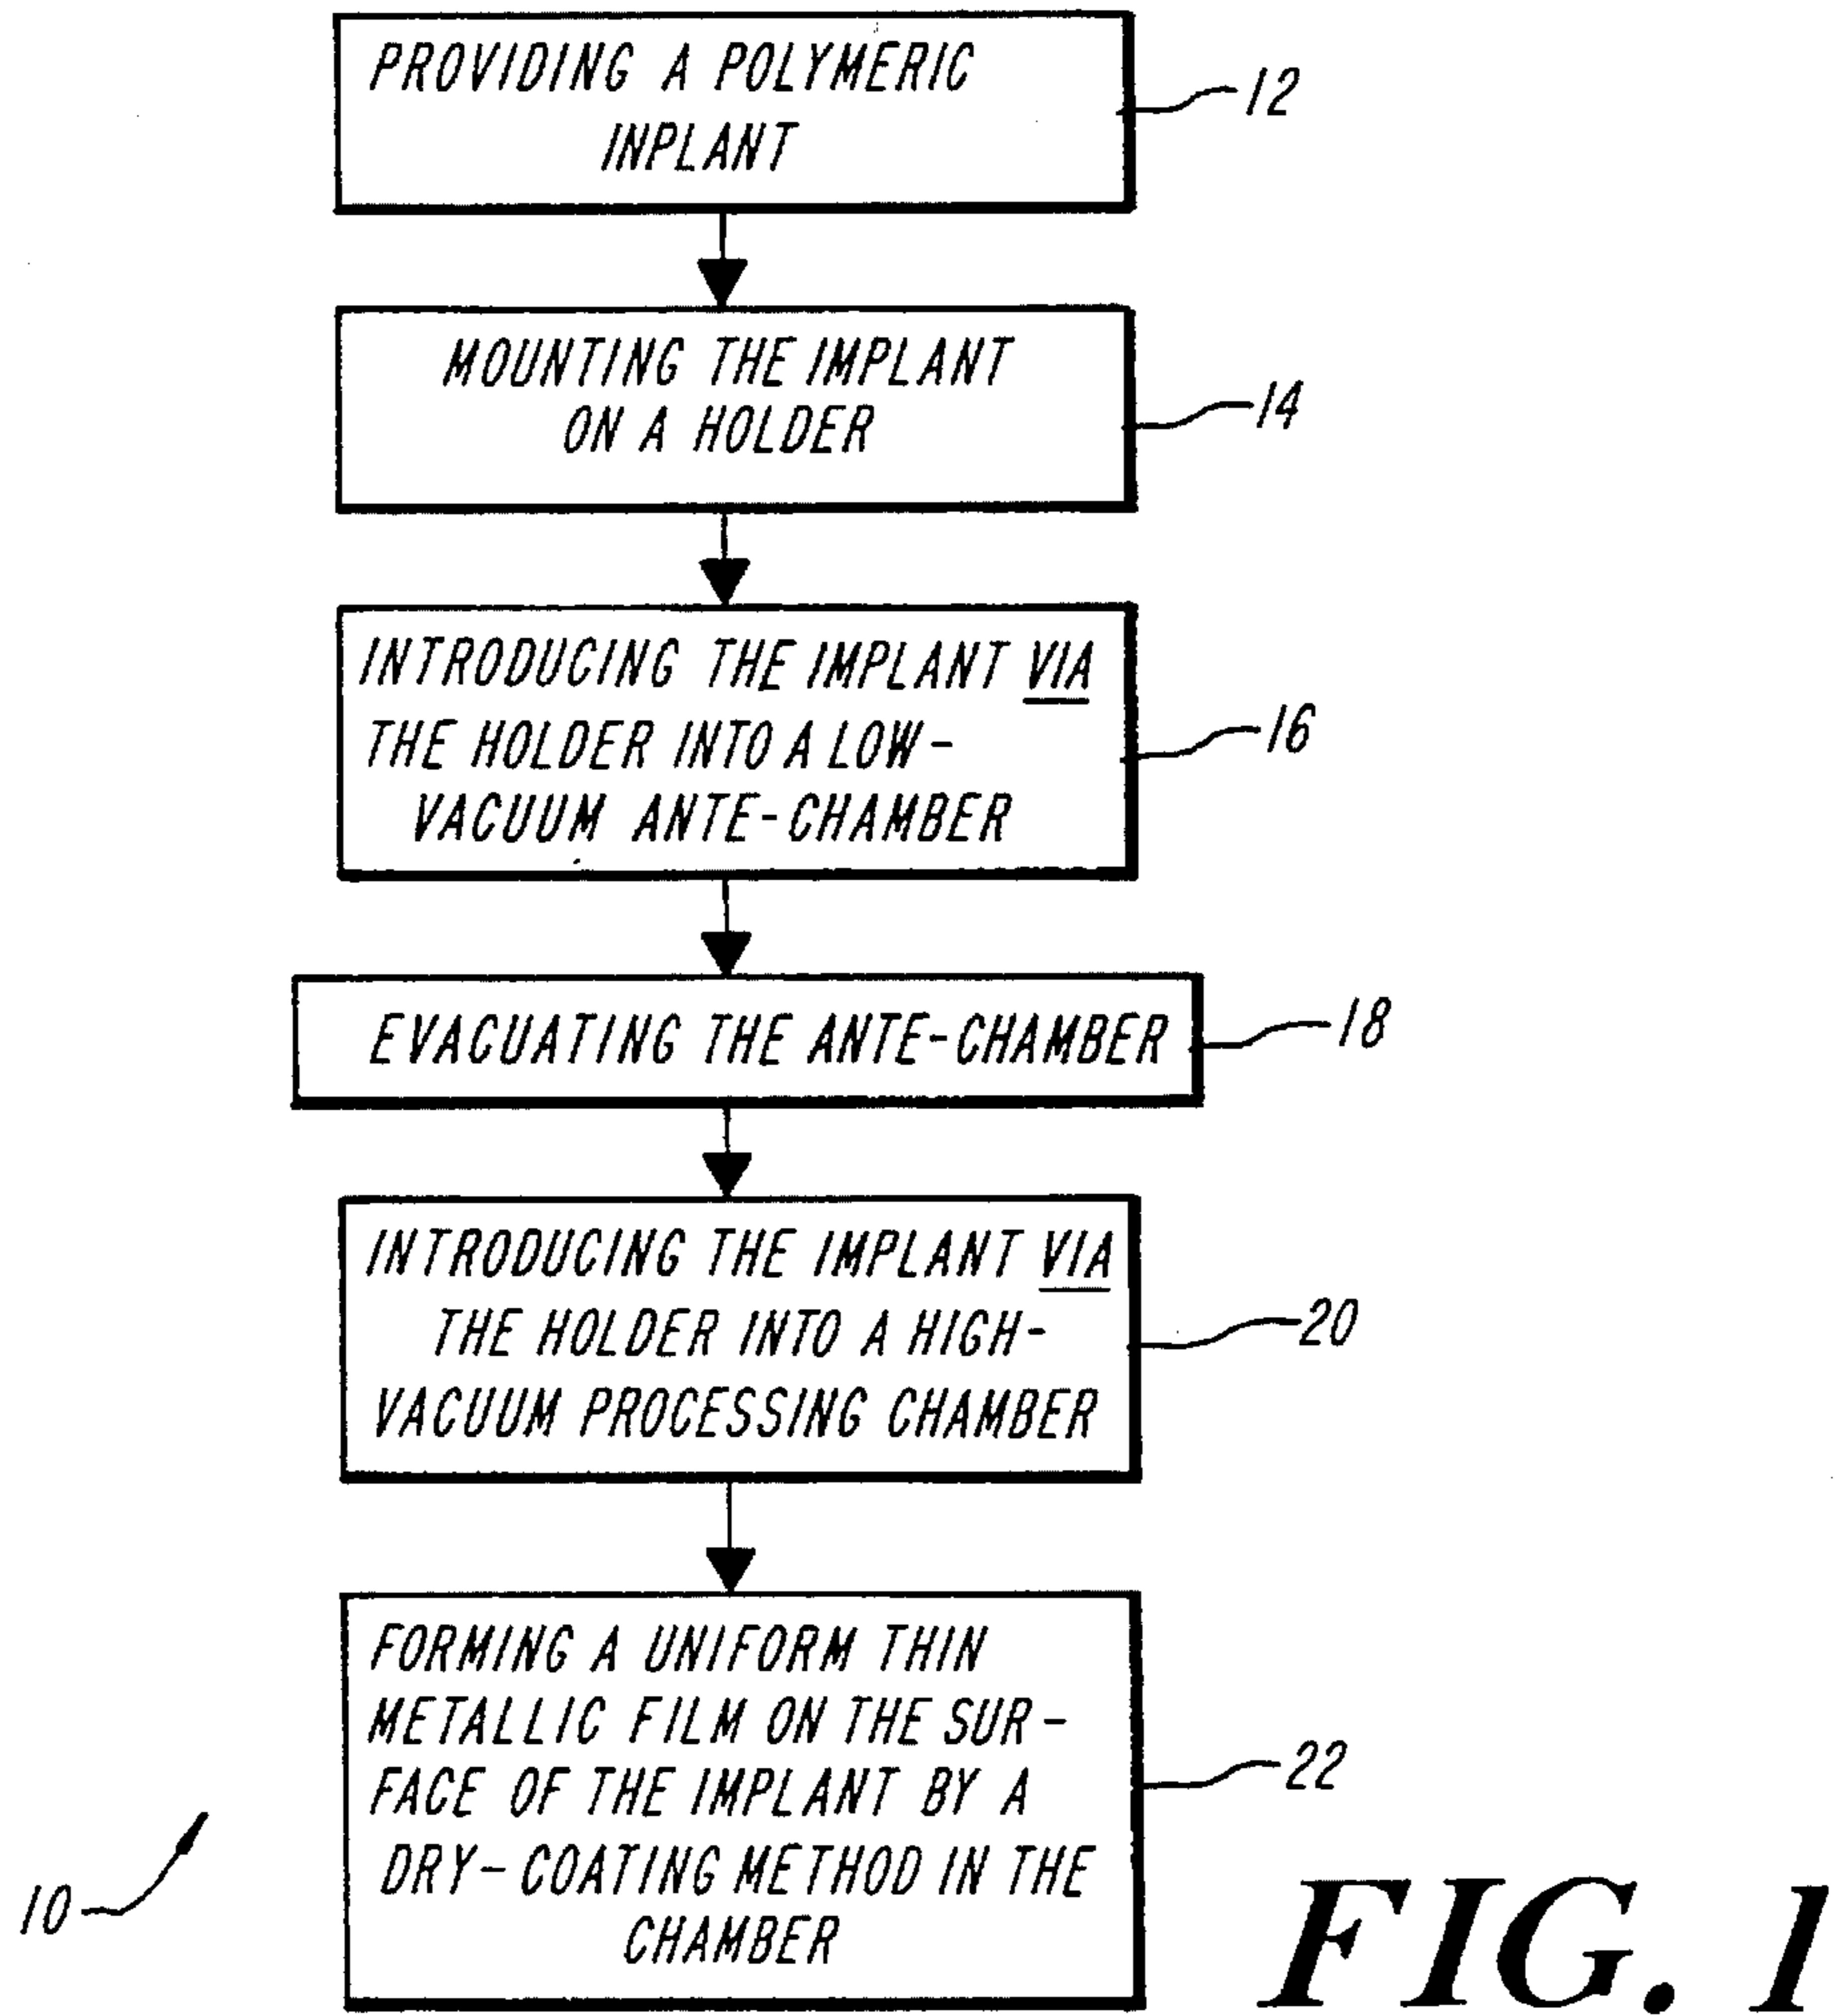 PROVIDING A POLYMERIC
INPLANT
12
MOUNTING THE IMPLANT
ON A HOLDER
14
INTRODUCING THE IMPLANT VIA
THE HOLDER INTO A LOW-
VACUUM ANTE-CHAMBER
16
EVACUATING THE ANTE-CHAMBER
18
INTRODUCING THE IMPLANT VIA
THE HOLDER INTO A HIGH-
VACUUM PROCESSING CHAMBER
20
FORMING A UNIFORM THIN
METALLIC FILM ON THE SUR-
FACE OF THE IMPLANT BY A
DRY-COATING METHOD IN THE
CHAMBER
22
10
FIG. 1